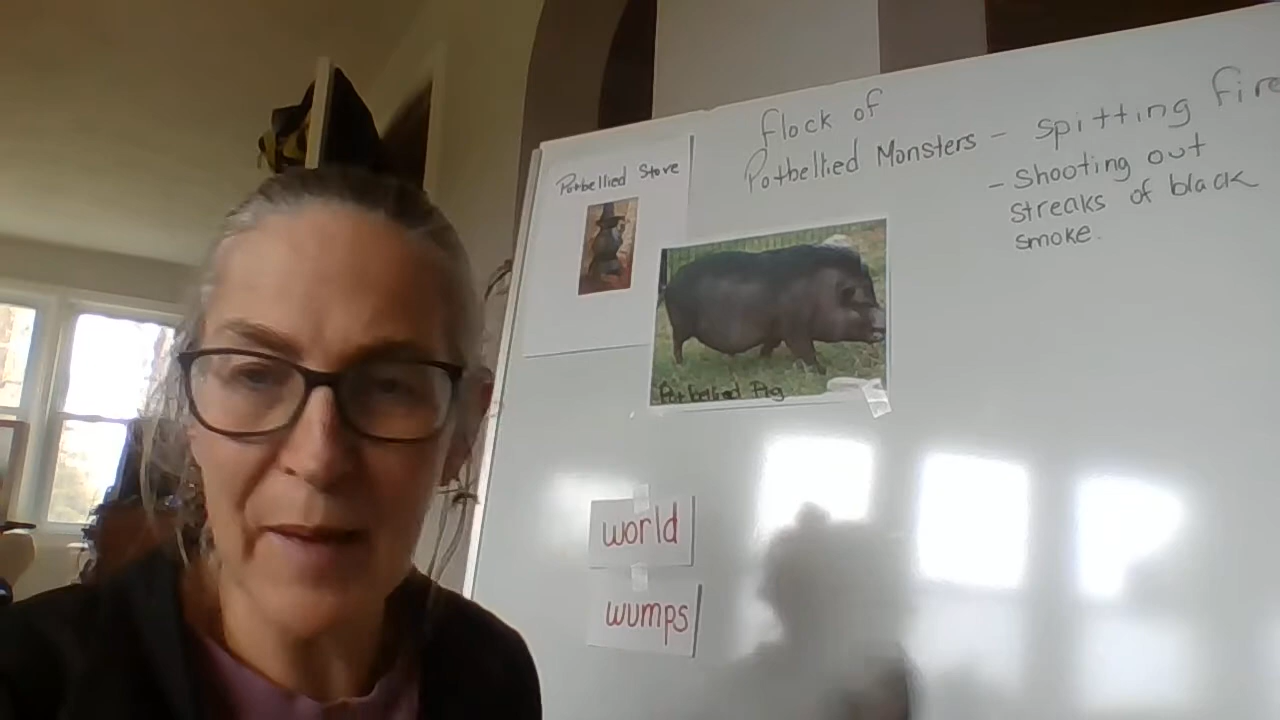 Potbellied Stove
flock of
Potbellied Monsters - spitting fire
- Shooting out
streaks of black
smoke.
Potbellied Pig
world
wumps